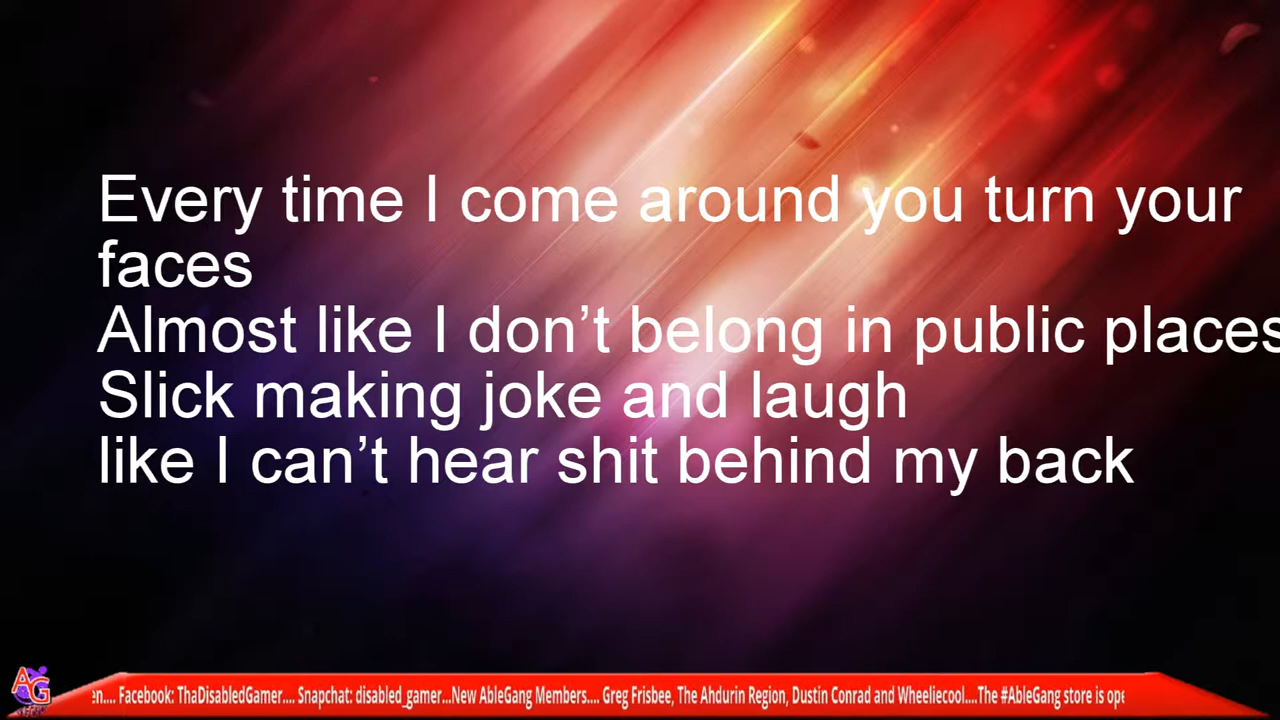 Every time I come around you turn your
faces
Almost like I don’t belong in public places
Slick making joke and laugh
like I can’t hear shit behind my back
AG
en.... Facebook: ThaDisabledGamer.... Snapchat: disabled_gamer...New AbleGang Members.... Greg Frisbee, The Ahdurin Region, Dustin Conrad and Wheeliecool....The #AbleGang store is ope